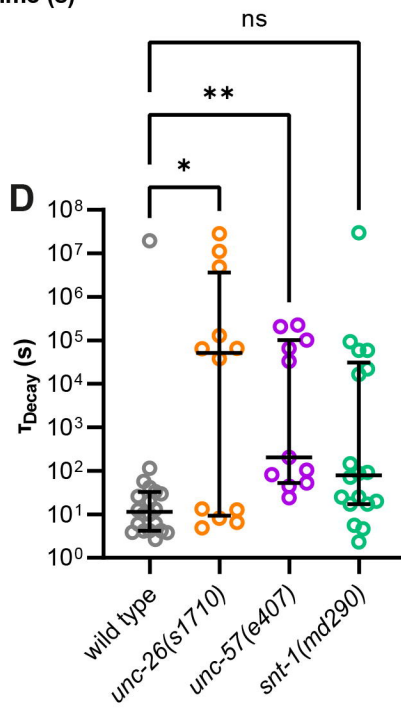 ns
**
*
D
10⁸
10⁷
10⁶
10⁵
10⁴
10³
10²
10¹
10⁰
τDecay (s)
wild type
unc-26(s1710)
unc-57(e407)
snt-1(md290)